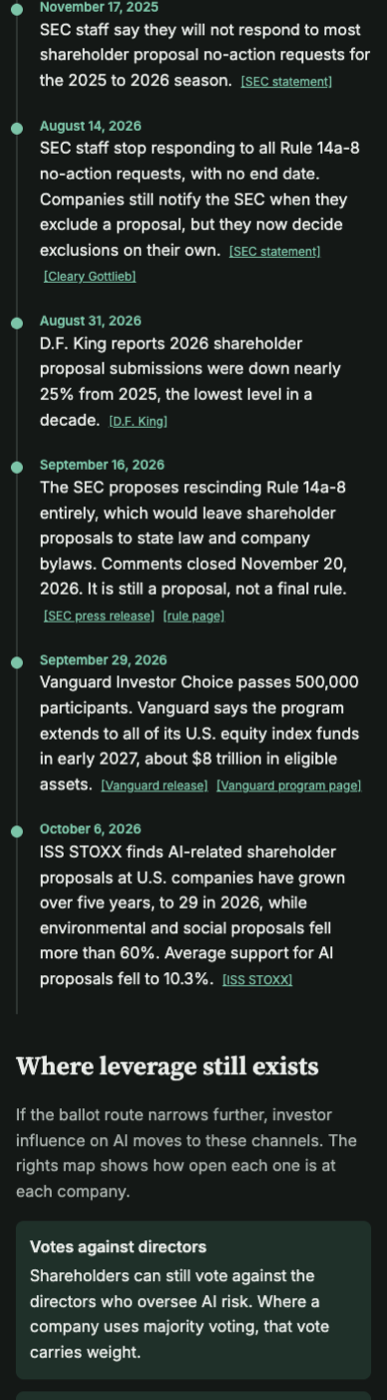 November 17, 2025
SEC staff say they will not respond to most
shareholder proposal no-action requests for
the 2025 to 2026 season. [SEC statement]
August 14, 2026
SEC staff stop responding to all Rule 14a-8
no-action requests, with no end date.
Companies still notify the SEC when they
exclude a proposal, but they now decide
exclusions on their own. [SEC statement]
[Cleary Gottlieb]
August 31, 2026
D.F. King reports 2026 shareholder
proposal submissions were down nearly
25% from 2025, the lowest level in a
decade. [D.F. King]
September 16, 2026
The SEC proposes rescinding Rule 14a-8
entirely, which would leave shareholder
proposals to state law and company
bylaws. Comments closed November 20,
2026. It is still a proposal, not a final rule.
[SEC press release] [rule page]
September 29, 2026
Vanguard Investor Choice passes 500,000
participants. Vanguard says the program
extends to all of its U.S. equity index funds
in early 2027, about $8 trillion in eligible
assets. [Vanguard release] [Vanguard program page]
October 6, 2026
ISS STOXX finds AI-related shareholder
proposals at U.S. companies have grown
over five years, to 29 in 2026, while
environmental and social proposals fell
more than 60%. Average support for AI
proposals fell to 10.3%. [ISS STOXX]
Where leverage still exists
If the ballot route narrows further, investor
influence on AI moves to these channels. The
rights map shows how open each one is at
each company.
Votes against directors
Shareholders can still vote against the
directors who oversee AI risk. Where a
company uses majority voting, that vote
carries weight.